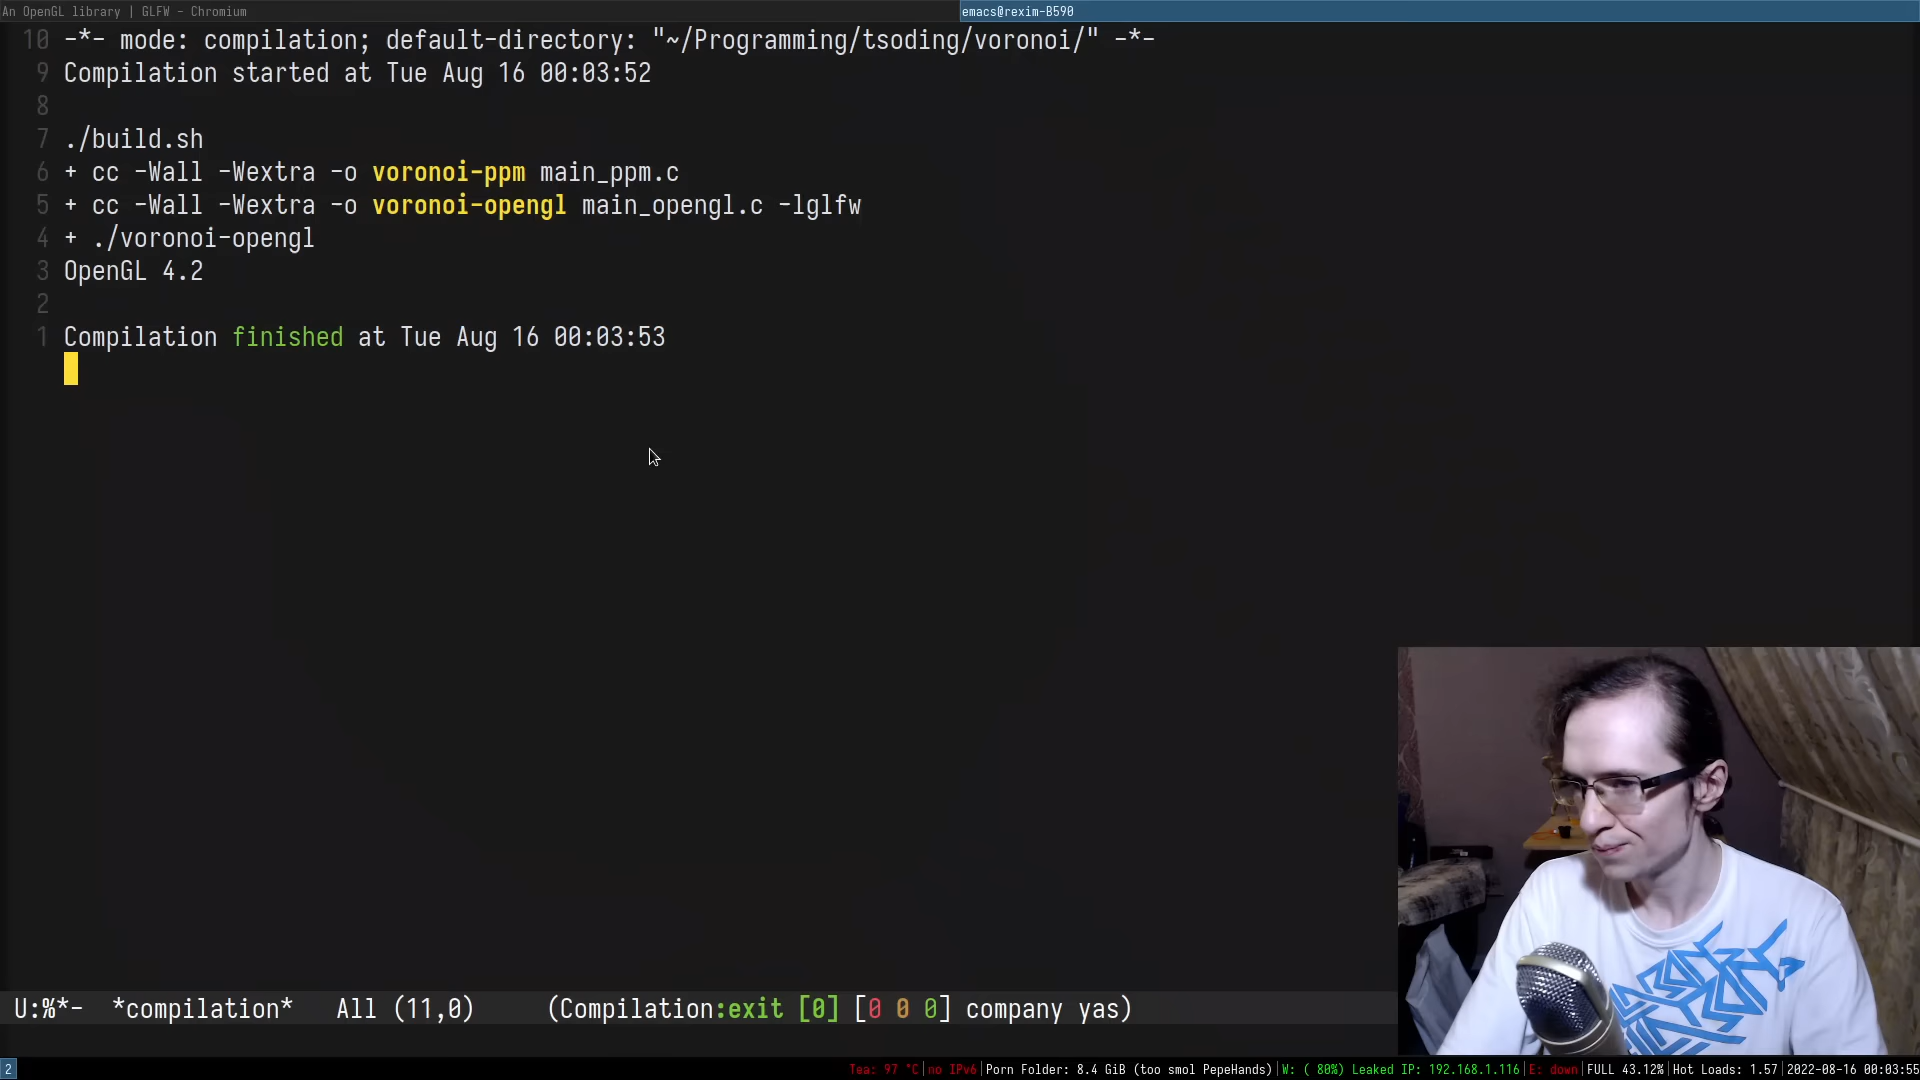 An OpenGL library | GLFW - Chromium
emacs@rexim-B590
10 -*- mode: compilation; default-directory: "~/Programming/tsoding/voronoi/" -*-
9 Compilation started at Tue Aug 16 00:03:52
8
7 ./build.sh
6 + cc -Wall -Wextra -o voronoi-ppm main_ppm.c
5 + cc -Wall -Wextra -o voronoi-opengl main_opengl.c -lglfw
4 + ./voronoi-opengl
3 OpenGL 4.2
2
1 Compilation finished at Tue Aug 16 00:03:53
U:%*- *compilation* All (11,0) (Compilation:exit [0] [0 0 0] company yas)
2 Tea: 97 °C|no IPv6|Porn Folder: 8.4 GiB (too smol PepeHands)|W: ( 80%) Leaked IP: 192.168.1.116|E: down|FULL 43.12%|Hot Loads: 1.57|2022-08-16 00:03:55